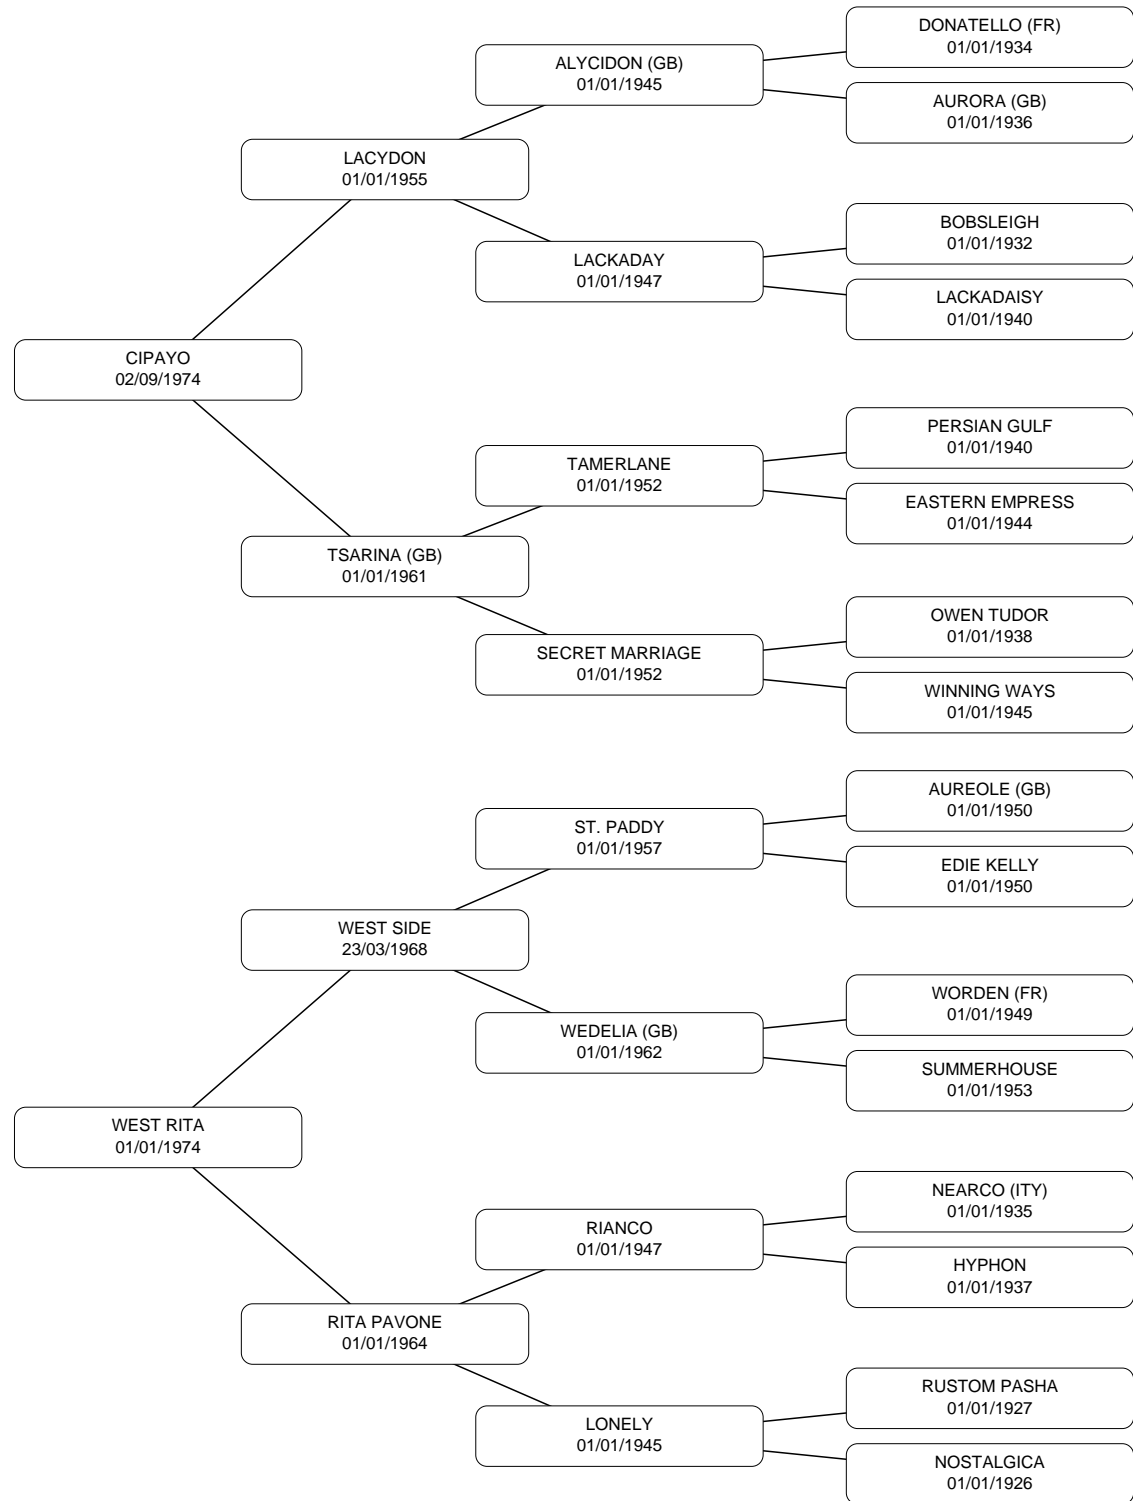 DONATELLO (FR)
01/01/1934
ALYCIDON (GB)
01/01/1945
AURORA (GB)
01/01/1936
LACYDON
01/01/1955
BOBSLEIGH
01/01/1932
LACKADAY
01/01/1947
LACKADAISY
01/01/1940
CIPAYO
02/09/1974
PERSIAN GULF
01/01/1940
TAMERLANE
01/01/1952
EASTERN EMPRESS
01/01/1944
TSARINA (GB)
01/01/1961
OWEN TUDOR
01/01/1938
SECRET MARRIAGE
01/01/1952
WINNING WAYS
01/01/1945
AUREOLE (GB)
01/01/1950
ST. PADDY
01/01/1957
EDIE KELLY
01/01/1950
WEST SIDE
23/03/1968
WORDEN (FR)
01/01/1949
WEDELIA (GB)
01/01/1962
SUMMERHOUSE
01/01/1953
WEST RITA
01/01/1974
NEARCO (ITY)
01/01/1935
RIANCO
01/01/1947
HYPHON
01/01/1937
RITA PAVONE
01/01/1964
RUSTOM PASHA
01/01/1927
LONELY
01/01/1945
NOSTALGICA
01/01/1926